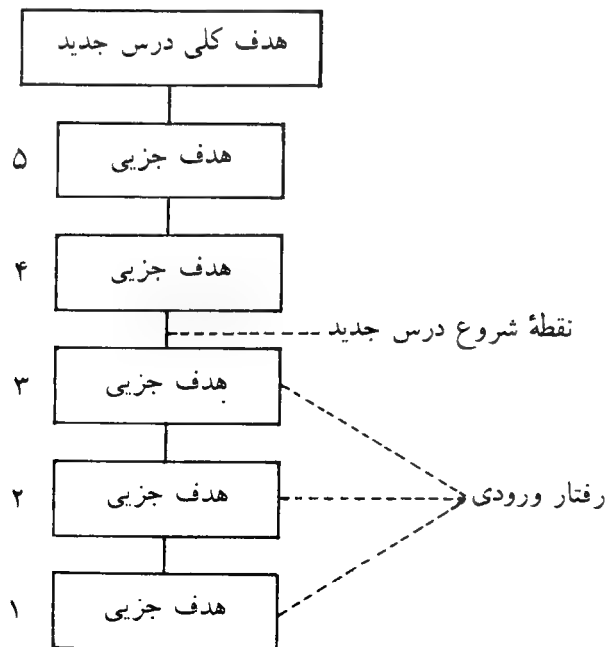 هدف کلی درس جدید
۵ هدف جزیی
۴ هدف جزیی
نقطهٔ شروع درس جدید
۳ هدف جزیی
۲ هدف جزیی
رفتار ورودی
۱ هدف جزیی